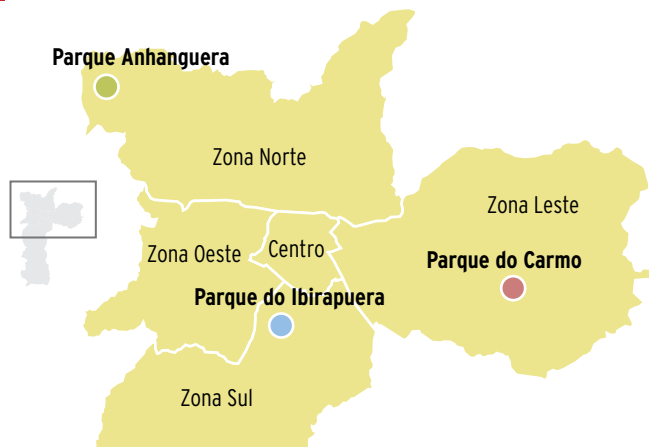 Parque Anhanguera
Zona Norte
Zona Leste
Zona Oeste
Centro
Parque do Carmo
Parque do Ibirapuera
Zona Sul